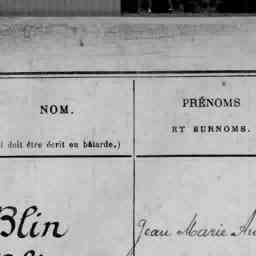 NOM.
doit être écrit en bâtarde.)
PRÉNOMS
ET SURNOMS.
Blin
Jean Marie